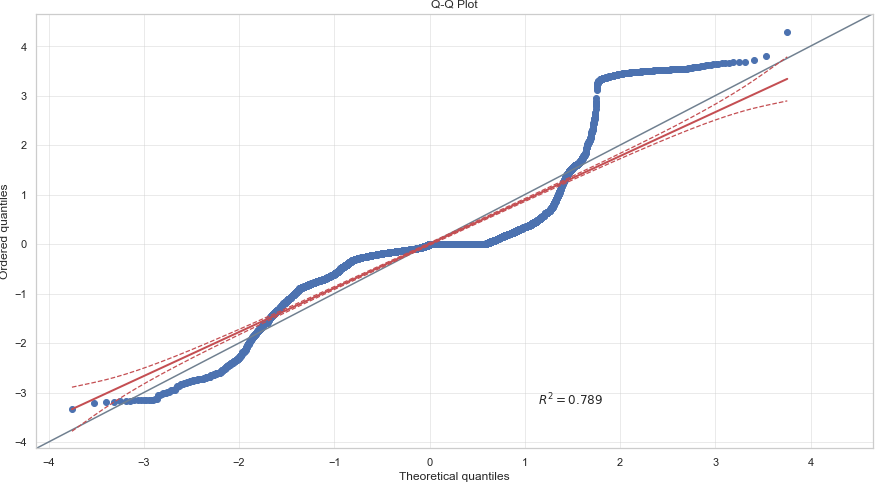 Q-Q Plot
4
3
2
1
0
−1
−2
−3
−4
Ordered quantiles
R² = 0.789
−4 −3 −2 −1 0 1 2 3 4
Theoretical quantiles